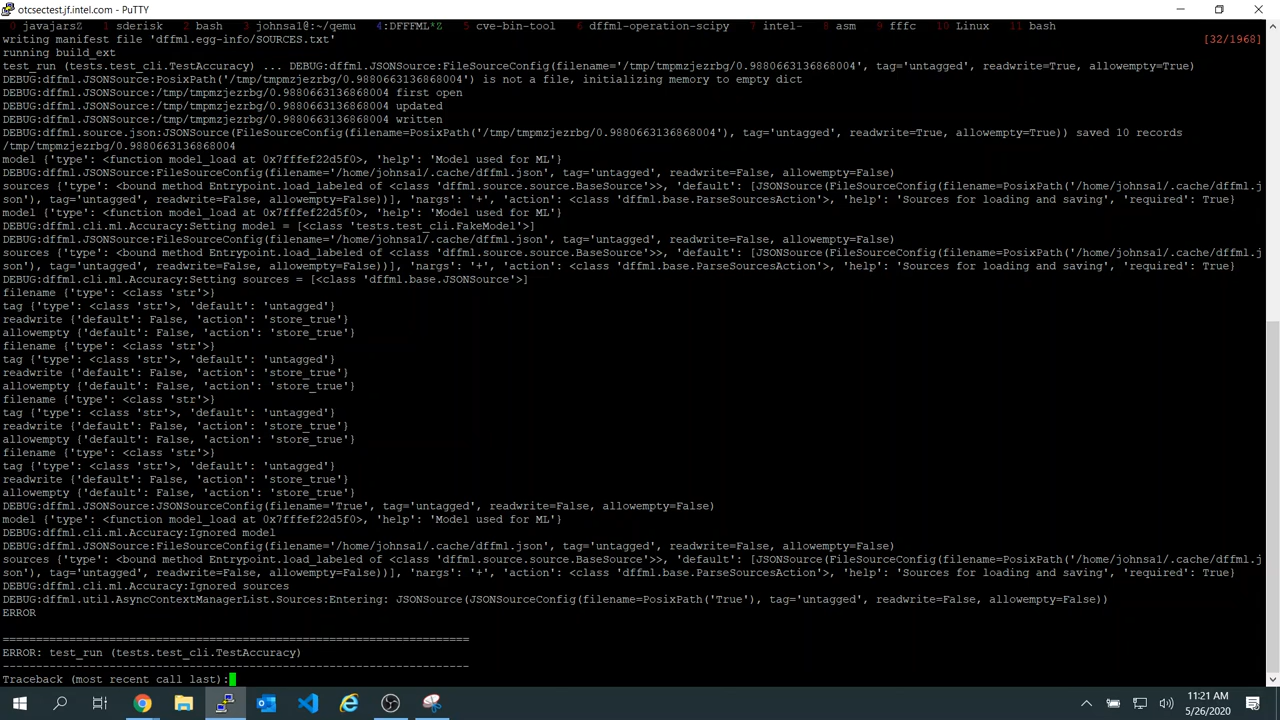 otcsectest.jf.intel.com - PuTTY
0 javajarsZ 1 sderisk 2 bash 3 johnsa1@:~/qemu 4:DFFFML*Z 5 cve-bin-tool 6 dffml-operation-scipy 7 intel- 8 asm 9 fffc 10 Linux 11 bash
writing manifest file 'dffml.egg-info/SOURCES.txt' [32/1968]
running build_ext
test_run (tests.test_cli.TestAccuracy) ... DEBUG:dffml.JSONSource:FileSourceConfig(filename='/tmp/tmpmzjezrbg/0.9880663136868004', tag='untagged', readwrite=True, allowempty=True)
DEBUG:dffml.JSONSource:PosixPath('/tmp/tmpmzjezrbg/0.9880663136868004') is not a file, initializing memory to empty dict
DEBUG:dffml.JSONSource:/tmp/tmpmzjezrbg/0.9880663136868004 first open
DEBUG:dffml.JSONSource:/tmp/tmpmzjezrbg/0.9880663136868004 updated
DEBUG:dffml.JSONSource:/tmp/tmpmzjezrbg/0.9880663136868004 written
DEBUG:dffml.source.json:JSONSource(FileSourceConfig(filename=PosixPath('/tmp/tmpmzjezrbg/0.9880663136868004'), tag='untagged', readwrite=True, allowempty=True)) saved 10 records
/tmp/tmpmzjezrbg/0.9880663136868004
model {'type': <function model_load at 0x7fffef22d5f0>, 'help': 'Model used for ML'}
DEBUG:dffml.JSONSource:FileSourceConfig(filename='/home/johnsa1/.cache/dffml.json', tag='untagged', readwrite=False, allowempty=False)
sources {'type': <bound method Entrypoint.load_labeled of <class 'dffml.source.source.BaseSource'>>, 'default': [JSONSource(FileSourceConfig(filename=PosixPath('/home/johnsa1/.cache/dffml.j
son'), tag='untagged', readwrite=False, allowempty=False))], 'nargs': '+', 'action': <class 'dffml.base.ParseSourcesAction'>, 'help': 'Sources for loading and saving', 'required': True}
model {'type': <function model_load at 0x7fffef22d5f0>, 'help': 'Model used for ML'}
DEBUG:dffml.cli.ml.Accuracy:Setting model = [<class 'tests.test_cli.FakeModel'>]
DEBUG:dffml.JSONSource:FileSourceConfig(filename='/home/johnsa1/.cache/dffml.json', tag='untagged', readwrite=False, allowempty=False)
sources {'type': <bound method Entrypoint.load_labeled of <class 'dffml.source.source.BaseSource'>>, 'default': [JSONSource(FileSourceConfig(filename=PosixPath('/home/johnsa1/.cache/dffml.j
son'), tag='untagged', readwrite=False, allowempty=False))], 'nargs': '+', 'action': <class 'dffml.base.ParseSourcesAction'>, 'help': 'Sources for loading and saving', 'required': True}
DEBUG:dffml.cli.ml.Accuracy:Setting sources = [<class 'dffml.base.JSONSource'>]
filename {'type': <class 'str'>}
tag {'type': <class 'str'>, 'default': 'untagged'}
readwrite {'default': False, 'action': 'store_true'}
allowempty {'default': False, 'action': 'store_true'}
filename {'type': <class 'str'>}
tag {'type': <class 'str'>, 'default': 'untagged'}
readwrite {'default': False, 'action': 'store_true'}
allowempty {'default': False, 'action': 'store_true'}
filename {'type': <class 'str'>}
tag {'type': <class 'str'>, 'default': 'untagged'}
readwrite {'default': False, 'action': 'store_true'}
allowempty {'default': False, 'action': 'store_true'}
filename {'type': <class 'str'>}
tag {'type': <class 'str'>, 'default': 'untagged'}
readwrite {'default': False, 'action': 'store_true'}
allowempty {'default': False, 'action': 'store_true'}
DEBUG:dffml.JSONSource:JSONSourceConfig(filename='True', tag='untagged', readwrite=False, allowempty=False)
model {'type': <function model_load at 0x7fffef22d5f0>, 'help': 'Model used for ML'}
DEBUG:dffml.cli.ml.Accuracy:Ignored model
DEBUG:dffml.JSONSource:FileSourceConfig(filename='/home/johnsa1/.cache/dffml.json', tag='untagged', readwrite=False, allowempty=False)
sources {'type': <bound method Entrypoint.load_labeled of <class 'dffml.source.source.BaseSource'>>, 'default': [JSONSource(FileSourceConfig(filename=PosixPath('/home/johnsa1/.cache/dffml.j
son'), tag='untagged', readwrite=False, allowempty=False))], 'nargs': '+', 'action': <class 'dffml.base.ParseSourcesAction'>, 'help': 'Sources for loading and saving', 'required': True}
DEBUG:dffml.cli.ml.Accuracy:Ignored sources
DEBUG:dffml.util.AsyncContextManagerList.Sources:Entering: JSONSource(JSONSourceConfig(filename=PosixPath('True'), tag='untagged', readwrite=False, allowempty=False))
ERROR
======================================================================
ERROR: test_run (tests.test_cli.TestAccuracy)
----------------------------------------------------------------------
Traceback (most recent call last):
11:21 AM
5/26/2020